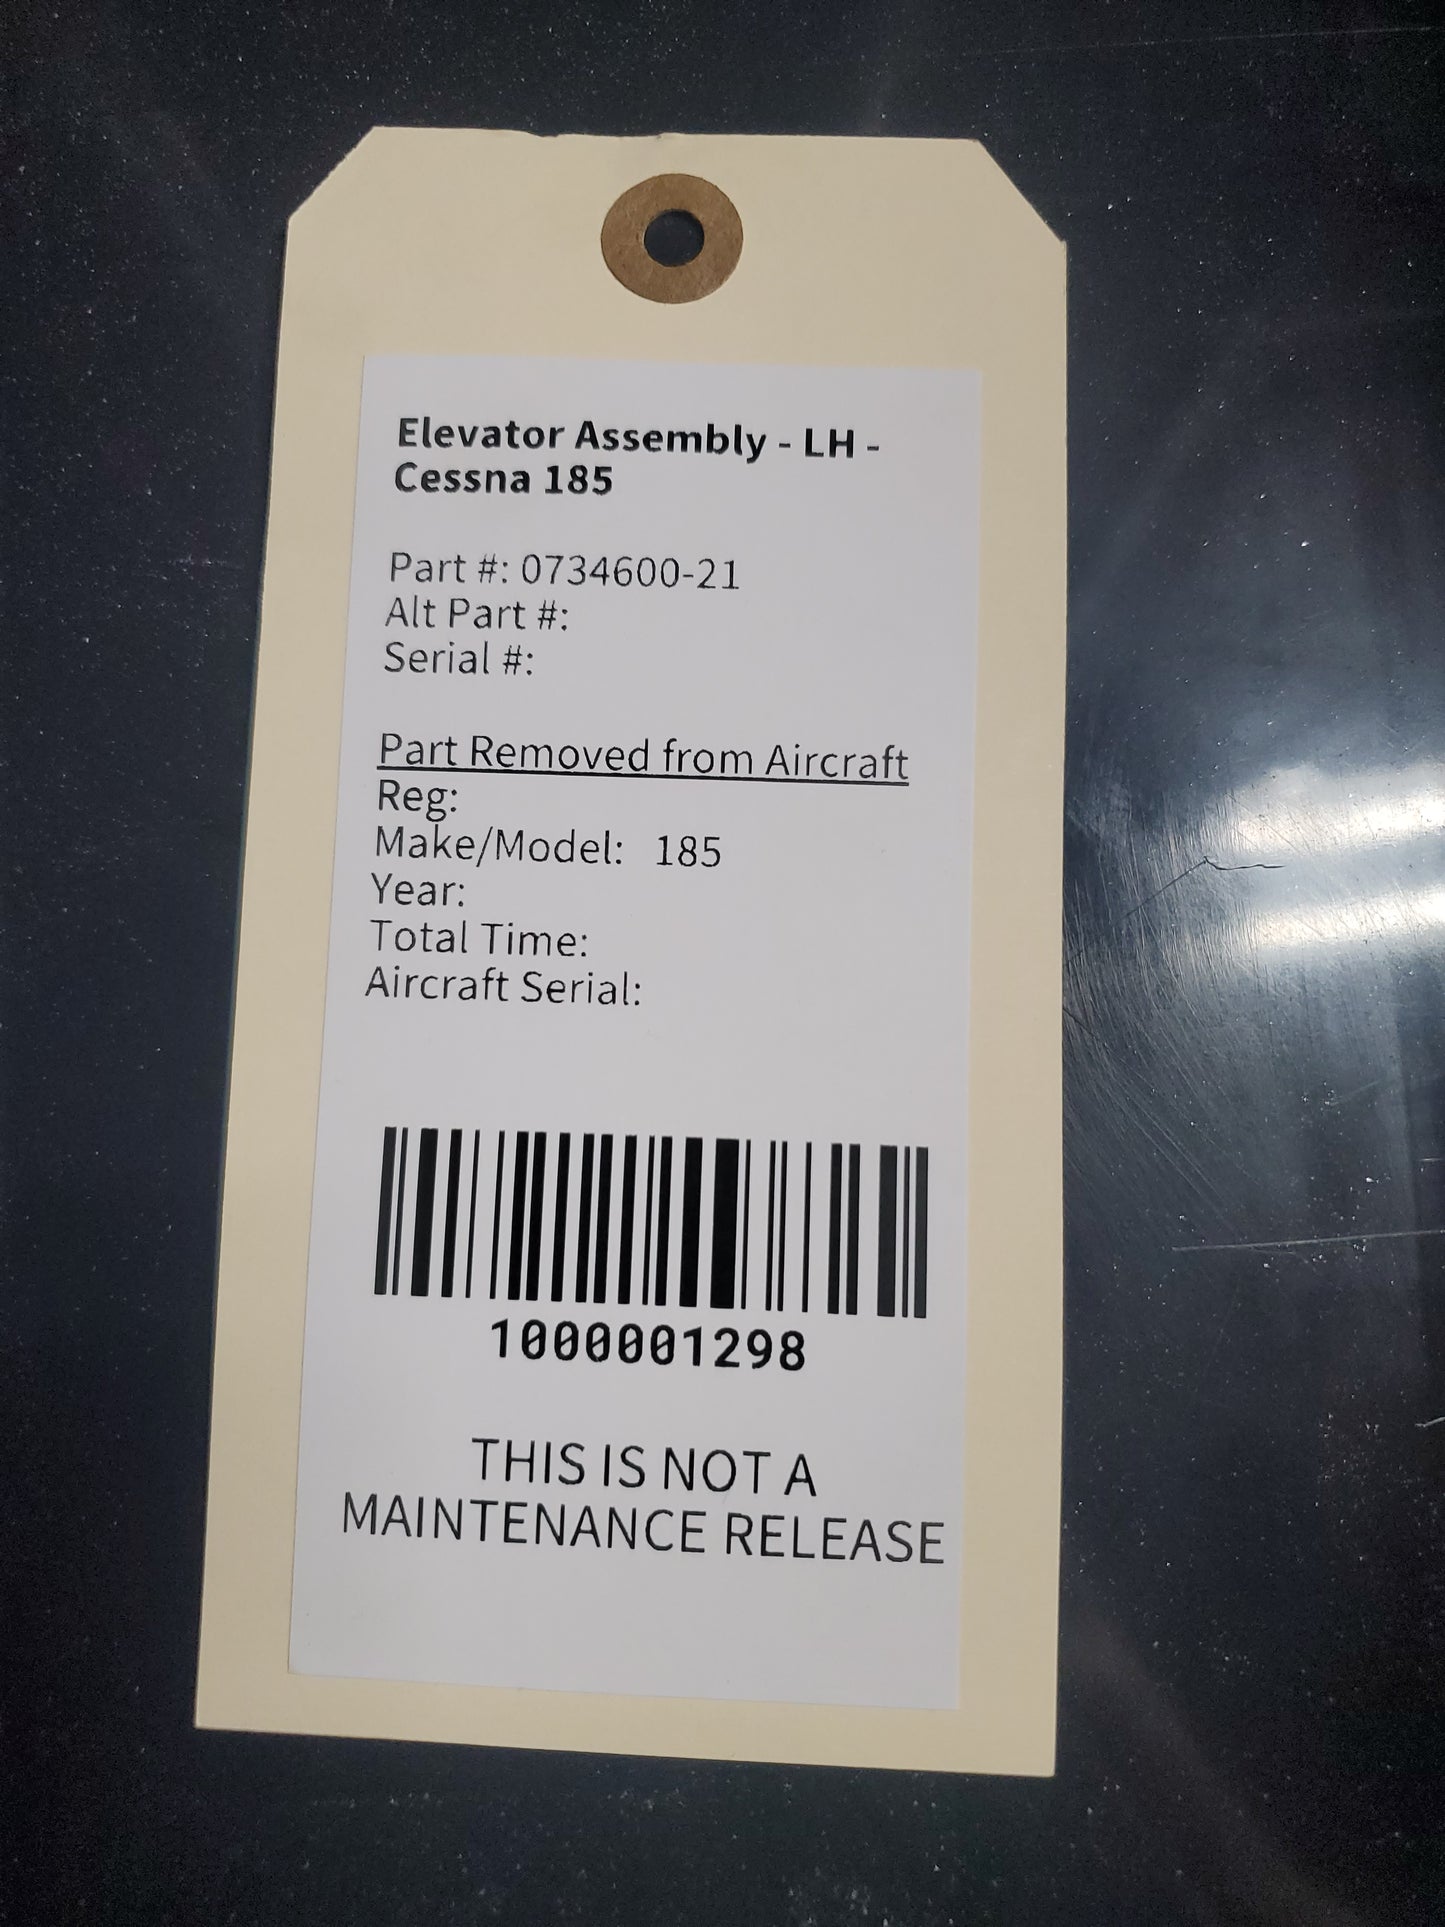 Elevator Assembly - LH -
Cessna 185
Part #: 0734600-21
Alt Part #:
Serial #:
Part Removed from Aircraft
Reg:
Make/Model: 185
Year:
Total Time:
Aircraft Serial:
1000001298
THIS IS NOT A
MAINTENANCE RELEASE